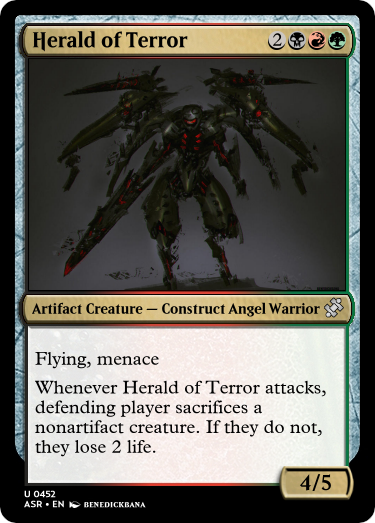 Herald of Terror 2
Artifact Creature — Construct Angel Warrior
Flying, menace
Whenever Herald of Terror attacks,
defending player sacrifices a
nonartifact creature. If they do not,
they lose 2 life.
4/5
U 0452
ASR • EN BENEDICKBANA